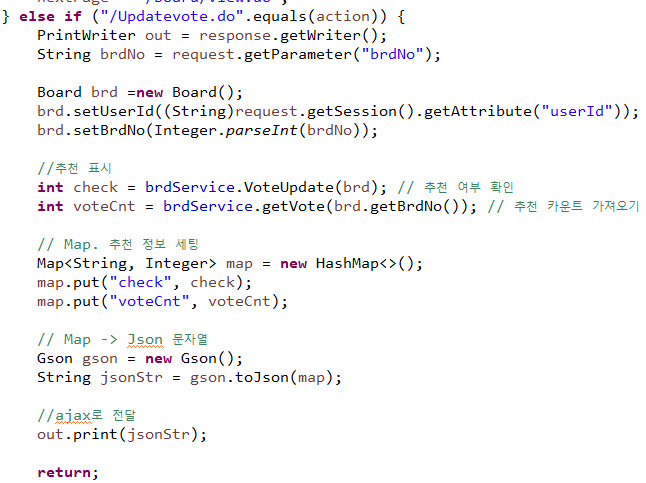 } else if ("/Updatevote.do".equals(action)) {
PrintWriter out = response.getWriter();
String brdNo = request.getParameter("brdNo");
Board brd =new Board();
brd.setUserId((String)request.getSession().getAttribute("userId"));
brd.setBrdNo(Integer.parseInt(brdNo));
//추천 표시
int check = brdService.VoteUpdate(brd); // 추천 여부 확인
int voteCnt = brdService.getVote(brd.getBrdNo()); // 추천 카운트 가져오기
// Map. 추천 정보 세팅
Map<String, Integer> map = new HashMap<>();
map.put("check", check);
map.put("voteCnt", voteCnt);
// Map -> Json 문자열
Gson gson = new Gson();
String jsonStr = gson.toJson(map);
//ajax로 전달
out.print(jsonStr);
return;